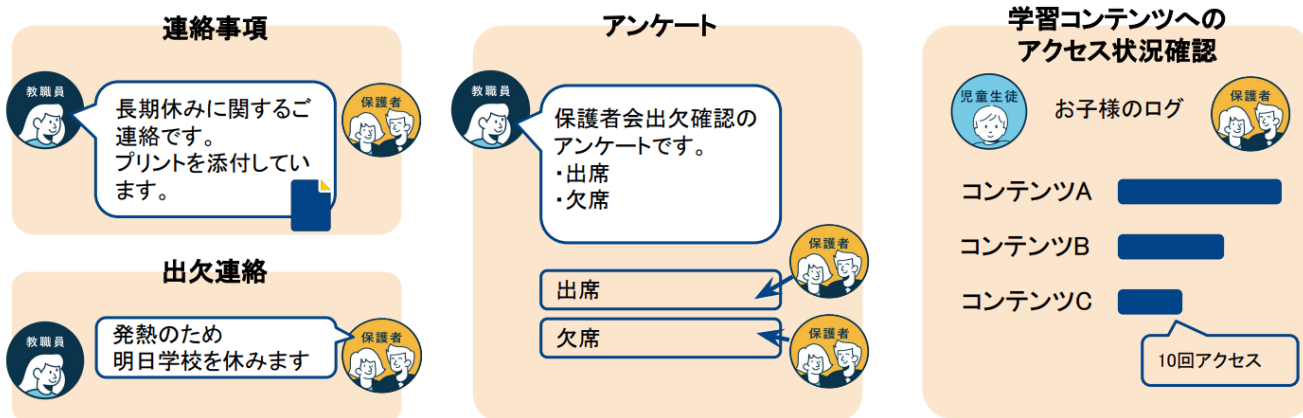 連絡事項
教職員
長期休みに関するご
連絡です。
プリントを添付してい
ます。
保護者
出欠連絡
教職員
発熱のため
明日学校を休みます
保護者
アンケート
教職員
保護者会出欠確認の
アンケートです。
・出席
・欠席
保護者
出席
保護者
欠席
学習コンテンツへの
アクセス状況確認
児童生徒
お子様のログ
保護者
コンテンツA
コンテンツB
コンテンツC
10回アクセス